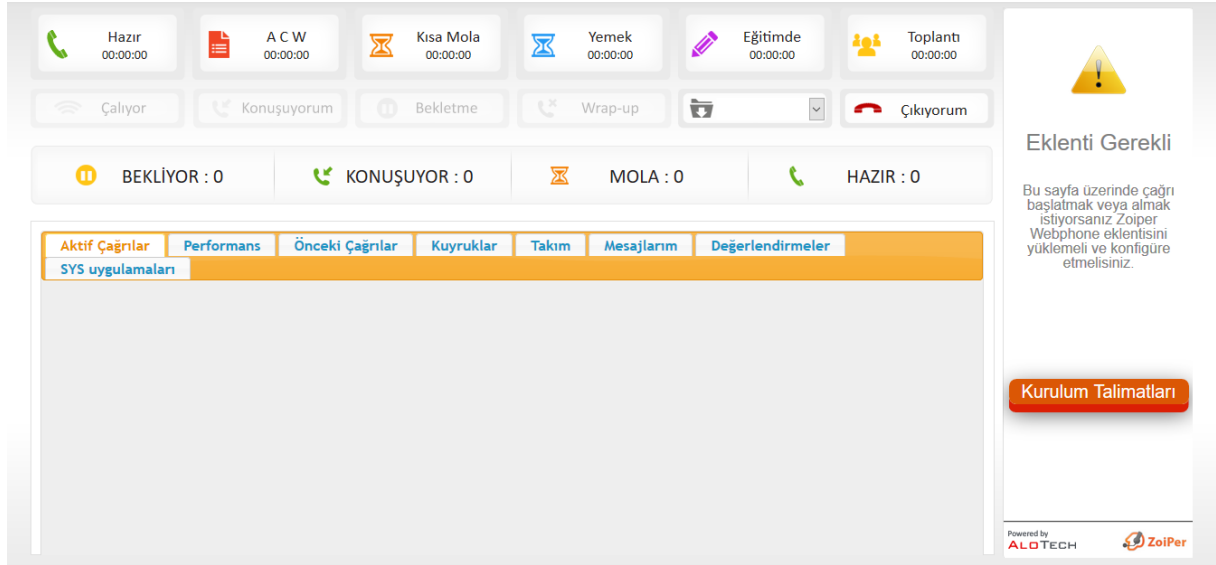 Hazır
00:00:00
A C W
00:00:00
Kısa Mola
00:00:00
Yemek
00:00:00
Eğitimde
00:00:00
Toplantı
00:00:00
Çalıyor
Konuşuyorum
Bekletme
Wrap-up
Çıkıyorum
BEKLİYOR : 0
KONUŞUYOR : 0
MOLA : 0
HAZIR : 0
Aktif Çağrılar
Performans
Önceki Çağrılar
Kuyruklar
Takım
Mesajlarım
Değerlendirmeler
SYS uygulamaları
Eklenti Gerekli
Bu sayfa üzerinde çağrı
başlatmak veya almak
istiyorsanız Zoiper
Webphone eklentisini
yüklemeli ve konfigüre
etmelisiniz.
Kurulum Talimatları
Powered by
ALOTECH
ZoiPer